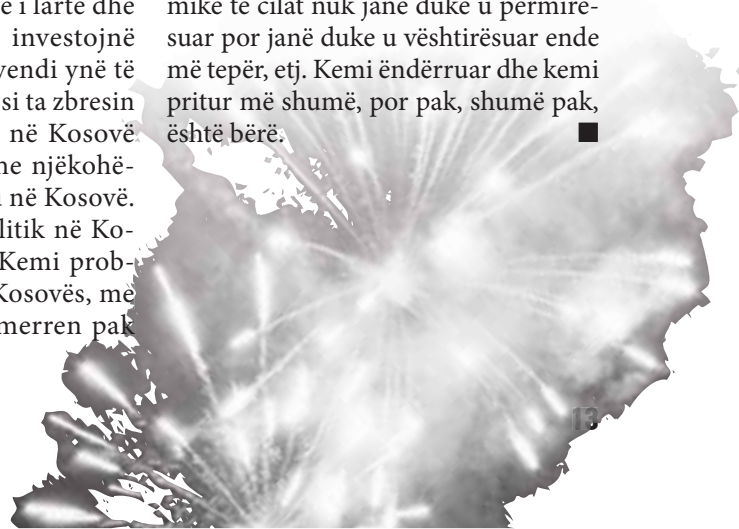 e i lartë dhe
investojnë
vendi ynë të
si ta zbresin
në Kosovë
he njëkohë-
në Kosovë.
litik në Ko-
Kemi prob-
Kosovës, me
merren pak
mike të cilat nuk janë duke u përmirë-
suar por janë duke u vështirësuar ende
më tepër, etj. Kemi ëndërruar dhe kemi
pritur më shumë, por pak, shumë pak,
është bërë.
13